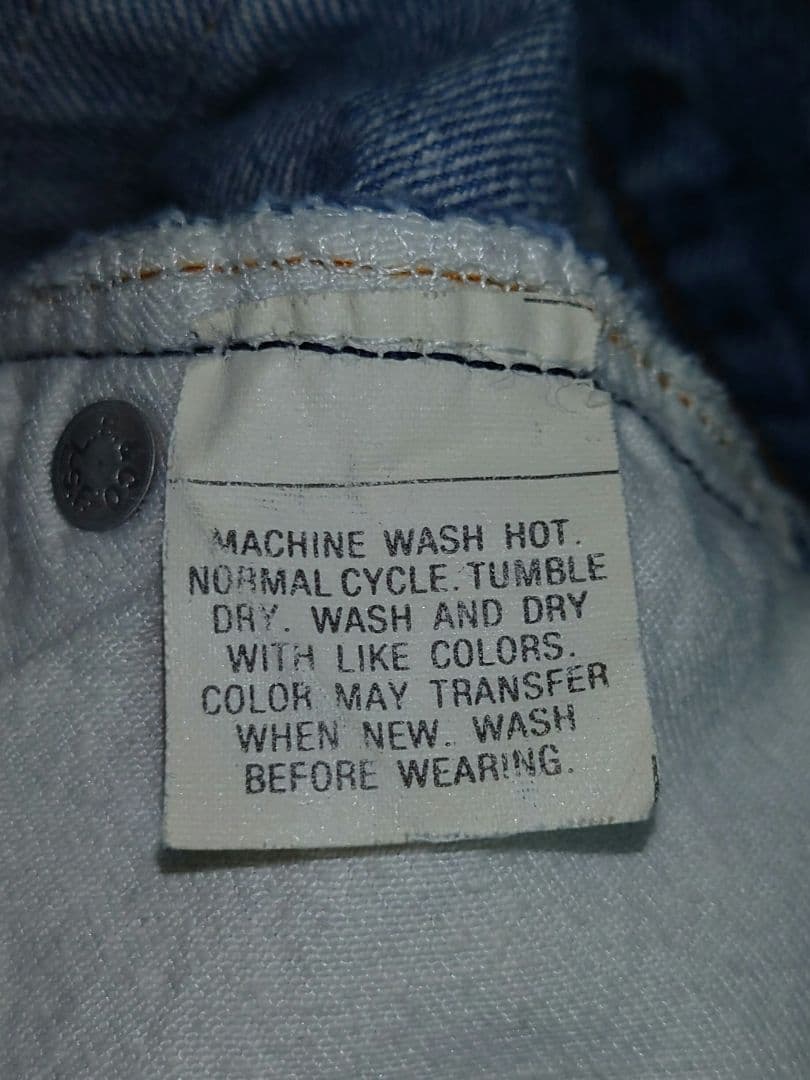 MACHINE WASH HOT.
NORMAL CYCLE. TUMBLE
DRY. WASH AND DRY
WITH LIKE COLORS.
COLOR MAY TRANSFER
WHEN NEW. WASH
BEFORE WEARING.